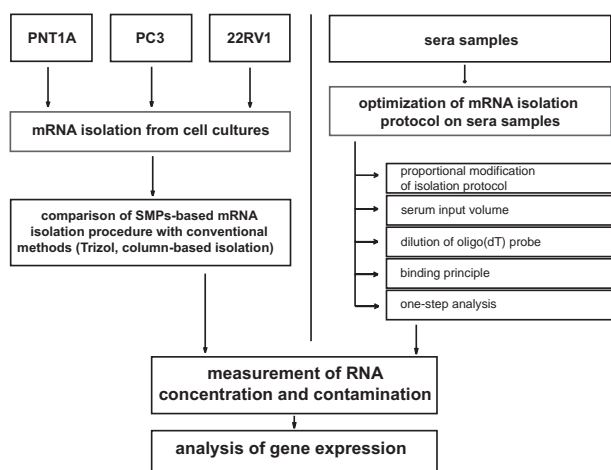 PNT1A
PC3
22RV1
mRNA isolation from cell cultures
comparison of SMPs-based mRNA
isolation procedure with conventional
methods (Trizol, column-based isolation)
sera samples
optimization of mRNA isolation
protocol on sera samples
proportional modification
of isolation protocol
serum input volume
dilution of oligo(dT) probe
binding principle
one-step analysis
measurement of RNA
concentration and contamination
analysis of gene expression